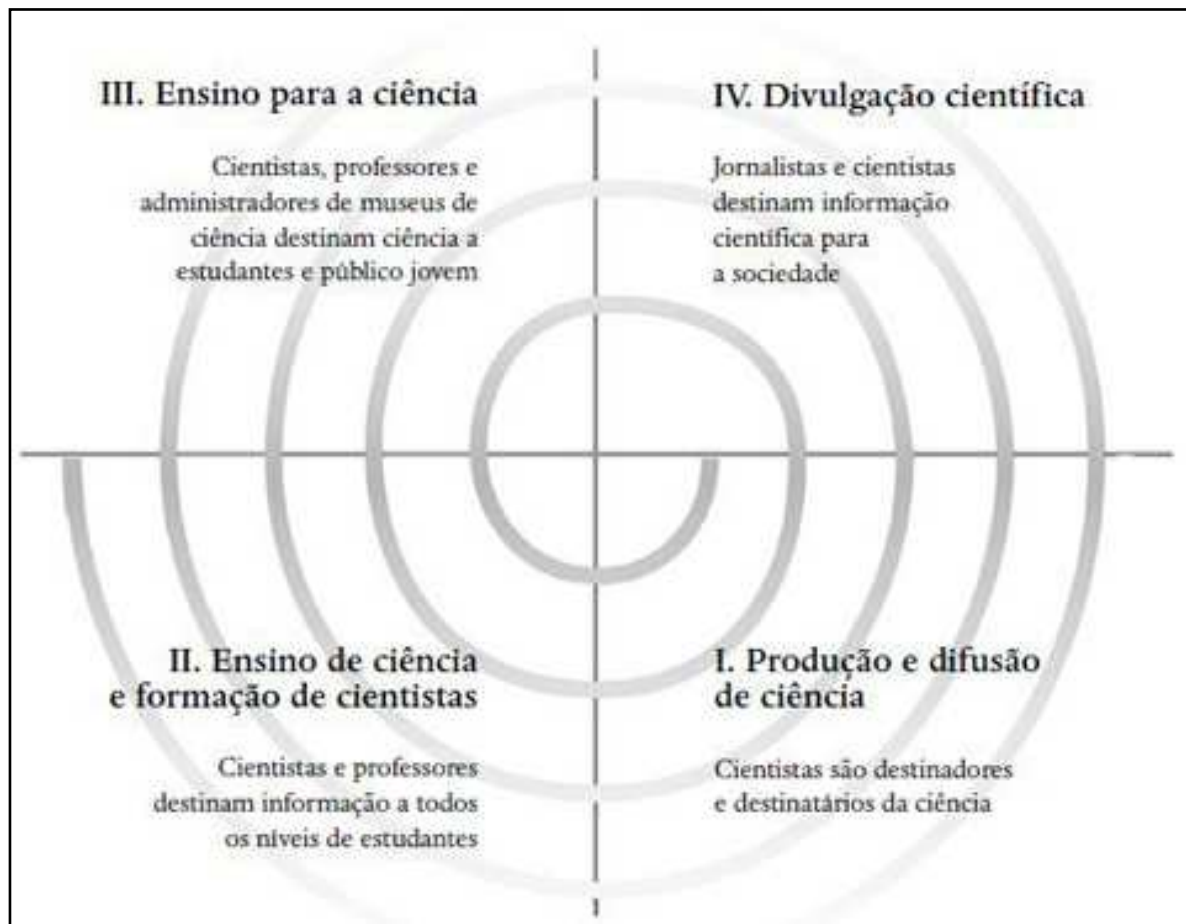 III. Ensino para a ciência
Cientistas, professores e
administradores de museus de
ciência destinam ciência a
estudantes e público jovem
IV. Divulgação científica
Jornalistas e cientistas
destinam informação
científica para
a sociedade
II. Ensino de ciência
e formação de cientistas
Cientistas e professores
destinam informação a todos
os níveis de estudantes
I. Produção e difusão
de ciência
Cientistas são destinadores
e destinatários da ciência